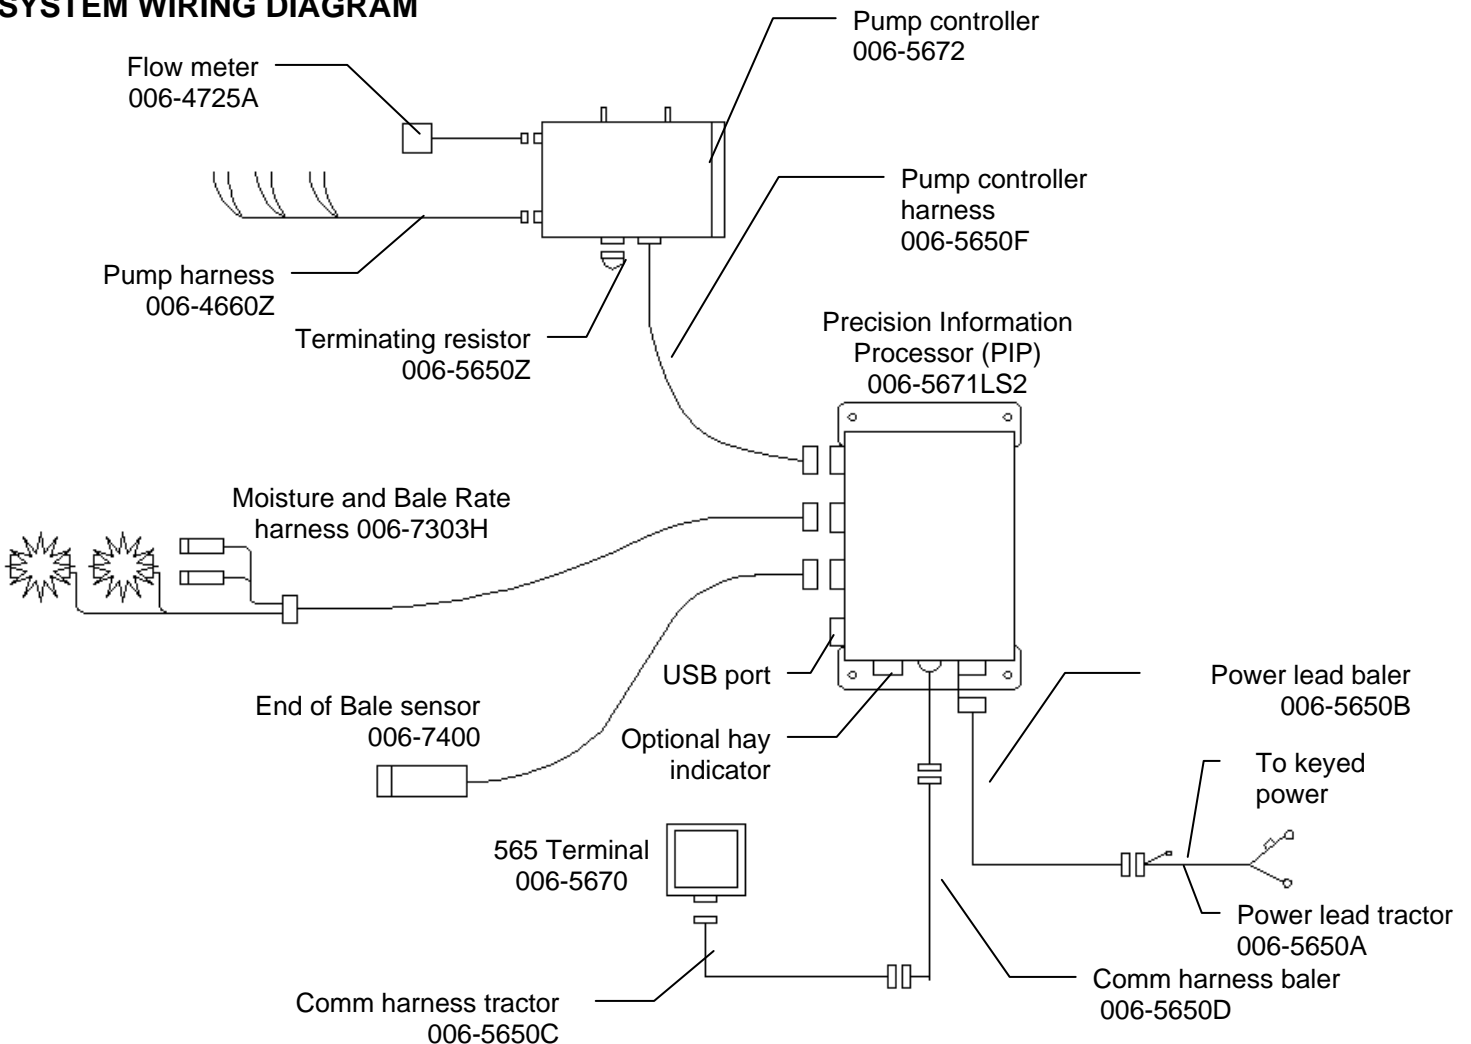 SYSTEM WIRING DIAGRAM
Pump controller
006-5672
Flow meter
006-4725A
Pump controller
harness
006-5650F
Pump harness
006-4660Z
Terminating resistor
006-5650Z
Precision Information
Processor (PIP)
006-5671LS2
Moisture and Bale Rate
harness 006-7303H
USB port
Power lead baler
006-5650B
End of Bale sensor
006-7400
Optional hay
indicator
To keyed
power
565 Terminal
006-5670
Power lead tractor
006-5650A
Comm harness baler
006-5650D
Comm harness tractor
006-5650C